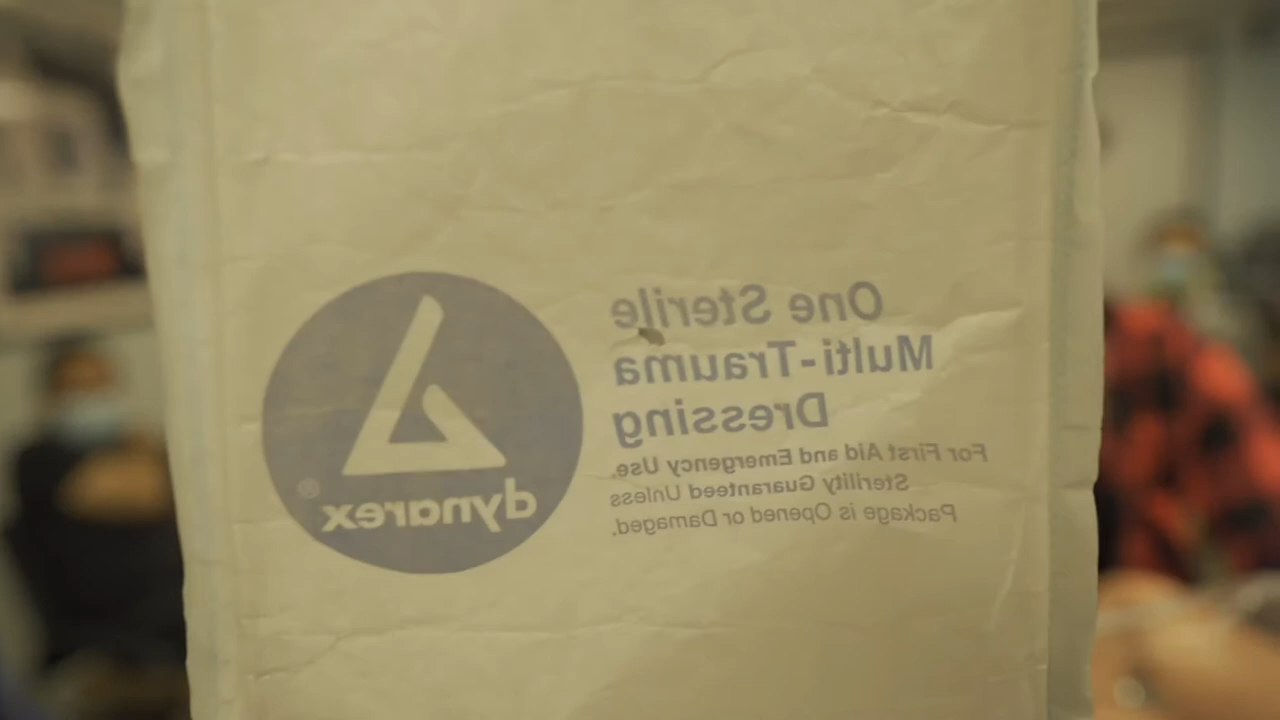 One Sterile
Multi-Trauma
Dressing
For First Aid and Emergency Use.
Sterility Guaranteed Unless
Package is Opened or Damaged.
dynarex®